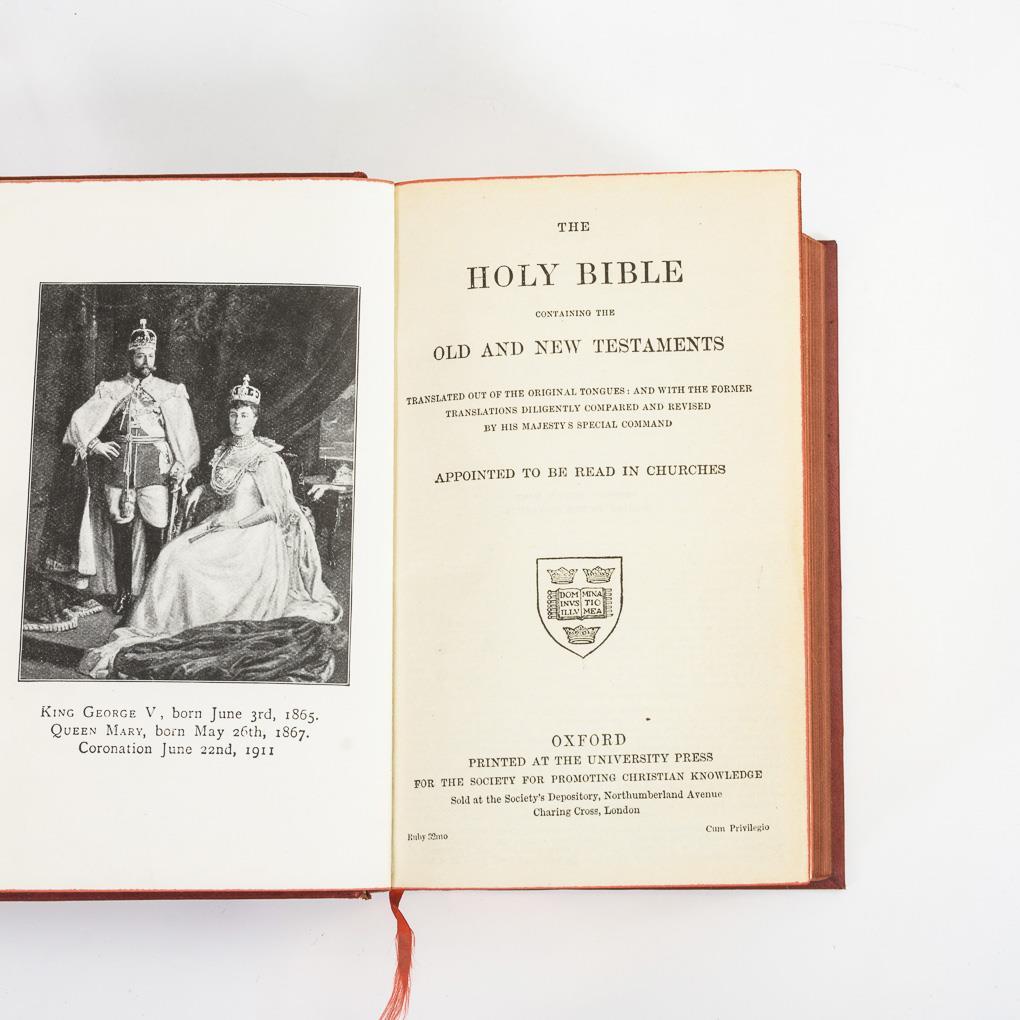 KING GEORGE V, born June 3rd, 1865.
QUEEN MARY, born May 26th, 1867.
Coronation June 22nd, 1911
THE
HOLY BIBLE
CONTAINING THE
OLD AND NEW TESTAMENTS
TRANSLATED OUT OF THE ORIGINAL TONGUES: AND WITH THE FORMER
TRANSLATIONS DILIGENTLY COMPARED AND REVISED
BY HIS MAJESTY'S SPECIAL COMMAND
APPOINTED TO BE READ IN CHURCHES
DOM MINA
INVS TIO
ILLV MEA
OXFORD
PRINTED AT THE UNIVERSITY PRESS
FOR THE SOCIETY FOR PROMOTING CHRISTIAN KNOWLEDGE
Sold at the Society's Depository, Northumberland Avenue
Charing Cross, London
Ruby 32mo
Cum Privilegio